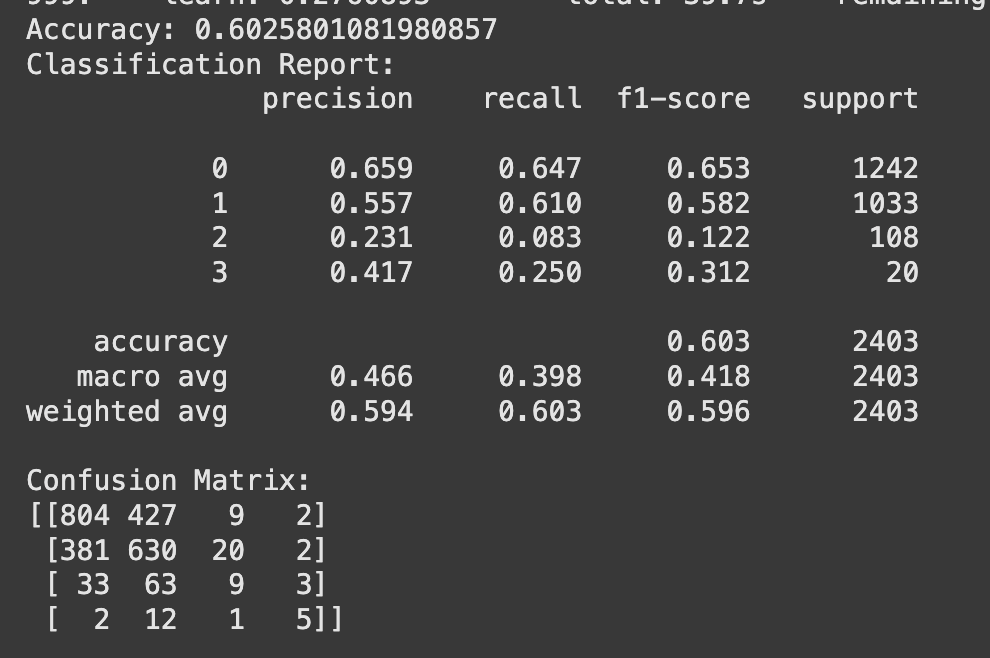 Accuracy: 0.6025801081980857
Classification Report:
precision recall f1-score support
0 0.659 0.647 0.653 1242
1 0.557 0.610 0.582 1033
2 0.231 0.083 0.122 108
3 0.417 0.250 0.312 20
accuracy 0.603 2403
macro avg 0.466 0.398 0.418 2403
weighted avg 0.594 0.603 0.596 2403
Confusion Matrix:
[[804 427 9 2]
[381 630 20 2]
[ 33 63 9 3]
[ 2 12 1 5]]